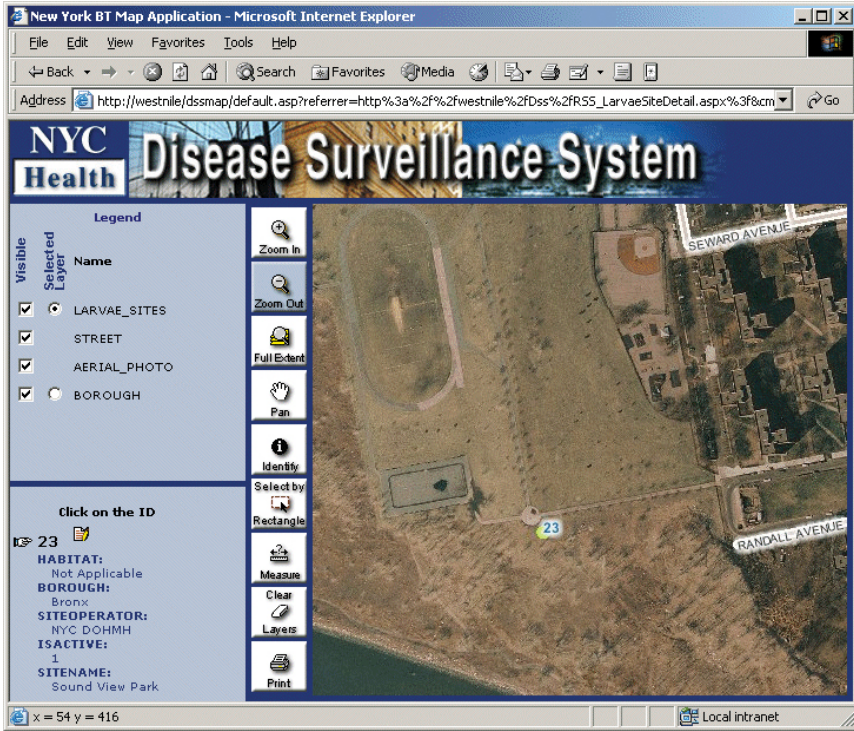 New York BT Map Application - Microsoft Internet Explorer
File Edit View Favorites Tools Help
Back Search Favorites Media
Address http://westnile/dssmap/default.asp?referrer=http%3a%2f%2fwestnile%2fDss%2fRSS_LarvaeSiteDetail.aspx%3f&cm Go
NYC
Health
Disease Surveillance System
Legend
Visible
Selected
Layer
Name
LARVAE_SITES
STREET
AERIAL_PHOTO
BOROUGH
Click on the ID
23
HABITAT:
Not Applicable
BOROUGH:
Bronx
SITEOPERATOR:
NYC DOHMH
ISACTIVE:
1
SITENAME:
Sound View Park
Zoom In
Zoom Out
Full Extent
Pan
Identify
Select by
Rectangle
Measure
Clear
Layers
Print
SEWARD AVENUE
23
RANDALL AVENUE
x = 54 y = 416
Local intranet